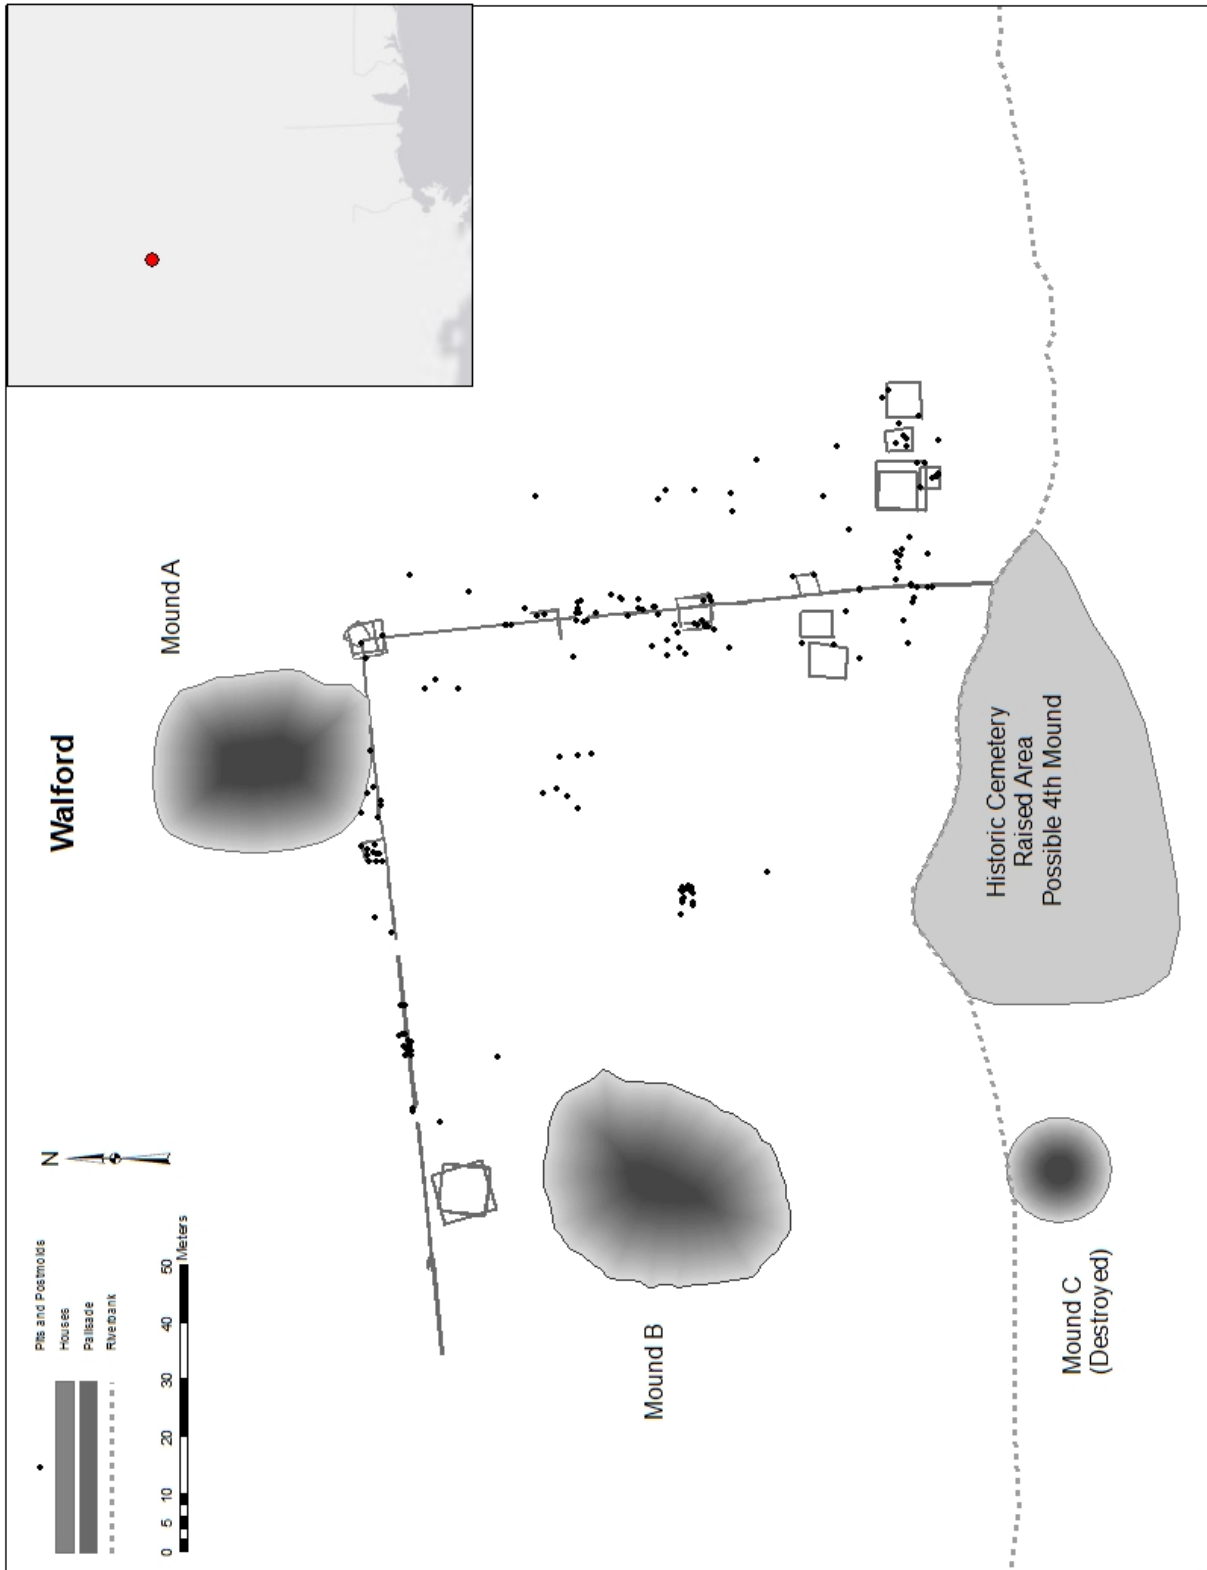 Walford
Pits and Postmolds
Houses
Palisade
Riverbank
0 5 10 20 30 40 50
Meters
N
Mound A
Mound B
Mound C
(Destroyed)
Historic Cemetery
Raised Area
Possible 4th Mound